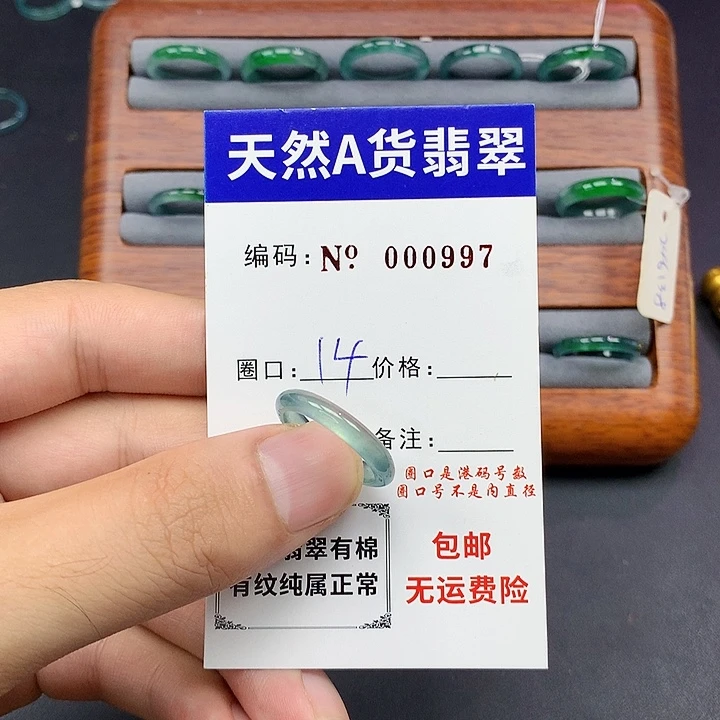 天然A货翡翠
编码: Nº 000997
圈口: 14 价格:
备注:
圈口是港码号数
圈口号不是内直径
翡翠有棉
有纹纯属正常
包邮
无运费险